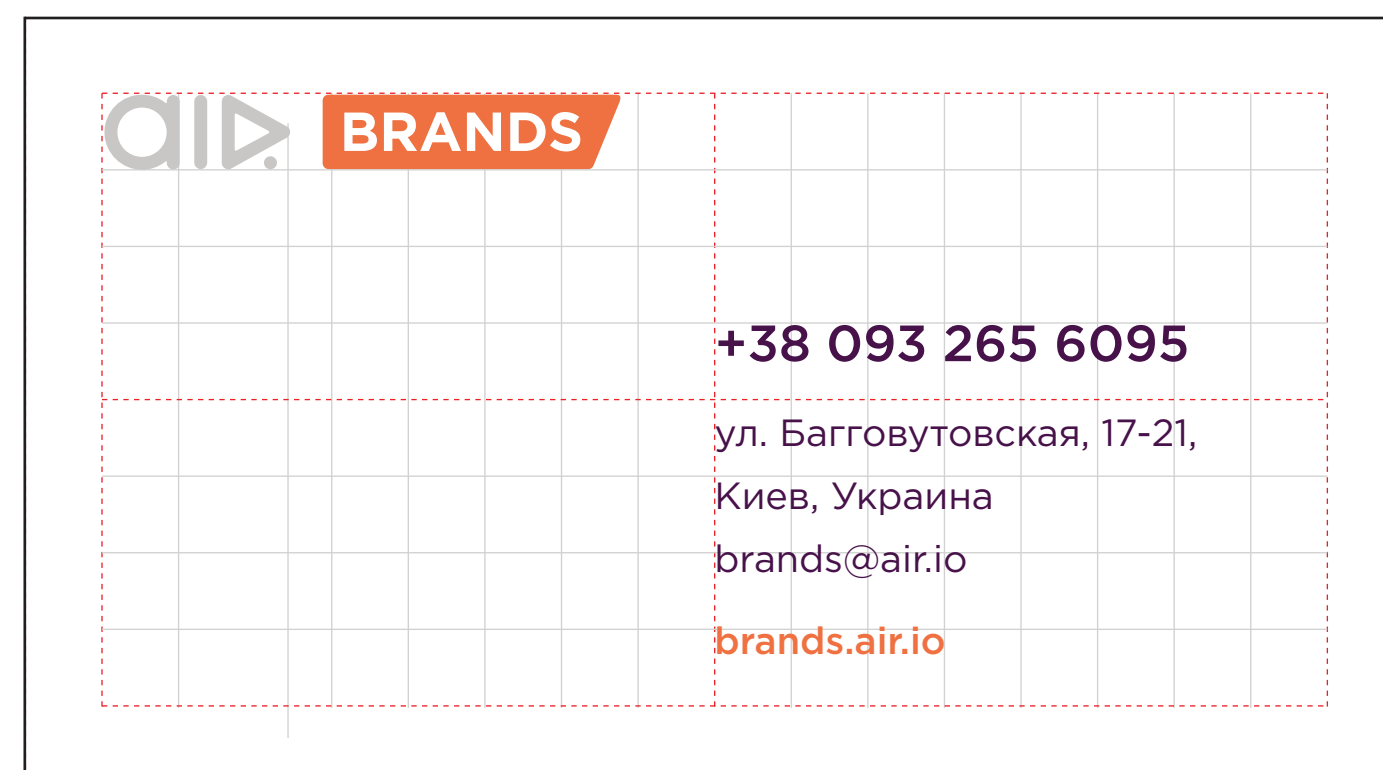 air BRANDS
+38 093 265 6095
ул. Багговутовская, 17-21,
Киев, Украина
brands@air.io
brands.air.io